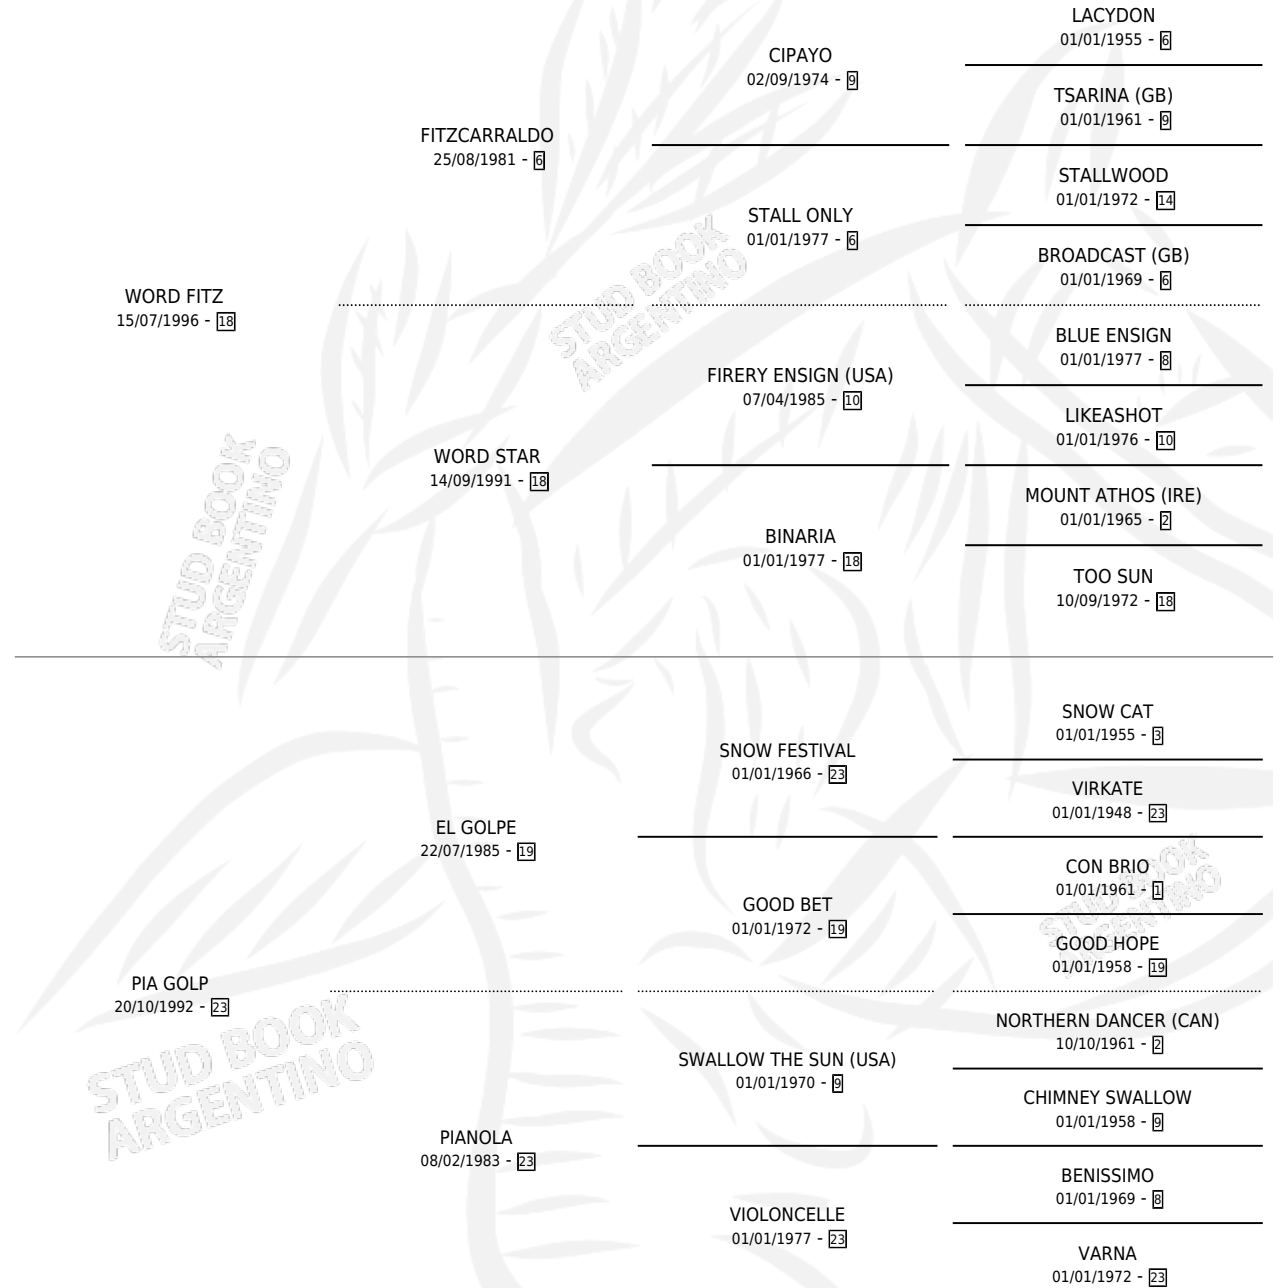 LACYDON
01/01/1955 - 6
CIPAYO
02/09/1974 - 9
TSARINA (GB)
01/01/1961 - 9
FITZCARRALDO
25/08/1981 - 6
STALLWOOD
01/01/1972 - 14
STALL ONLY
01/01/1977 - 6
BROADCAST (GB)
01/01/1969 - 6
WORD FITZ
15/07/1996 - 18
STUD BOOK
ARGENTINO
BLUE ENSIGN
01/01/1977 - 8
FIRERY ENSIGN (USA)
07/04/1985 - 10
LIKEASHOT
01/01/1976 - 10
WORD STAR
14/09/1991 - 18
MOUNT ATHOS (IRE)
01/01/1965 - 2
BINARIA
01/01/1977 - 18
TOO SUN
10/09/1972 - 18
STUD BOOK
ARGENTINO
SNOW CAT
01/01/1955 - 3
SNOW FESTIVAL
01/01/1966 - 23
VIRKATE
01/01/1948 - 23
EL GOLPE
22/07/1985 - 19
CON BRIO
01/01/1961 - 1
GOOD BET
01/01/1972 - 19
GOOD HOPE
01/01/1958 - 19
STUD BOOK
ARGENTINO
PIA GOLP
20/10/1992 - 23
NORTHERN DANCER (CAN)
10/10/1961 - 2
SWALLOW THE SUN (USA)
01/01/1970 - 9
CHIMNEY SWALLOW
01/01/1958 - 9
STUD BOOK
ARGENTINO
PIANOLA
08/02/1983 - 23
BENISSIMO
01/01/1969 - 8
VIOLONCELLE
01/01/1977 - 23
VARNA
01/01/1972 - 23